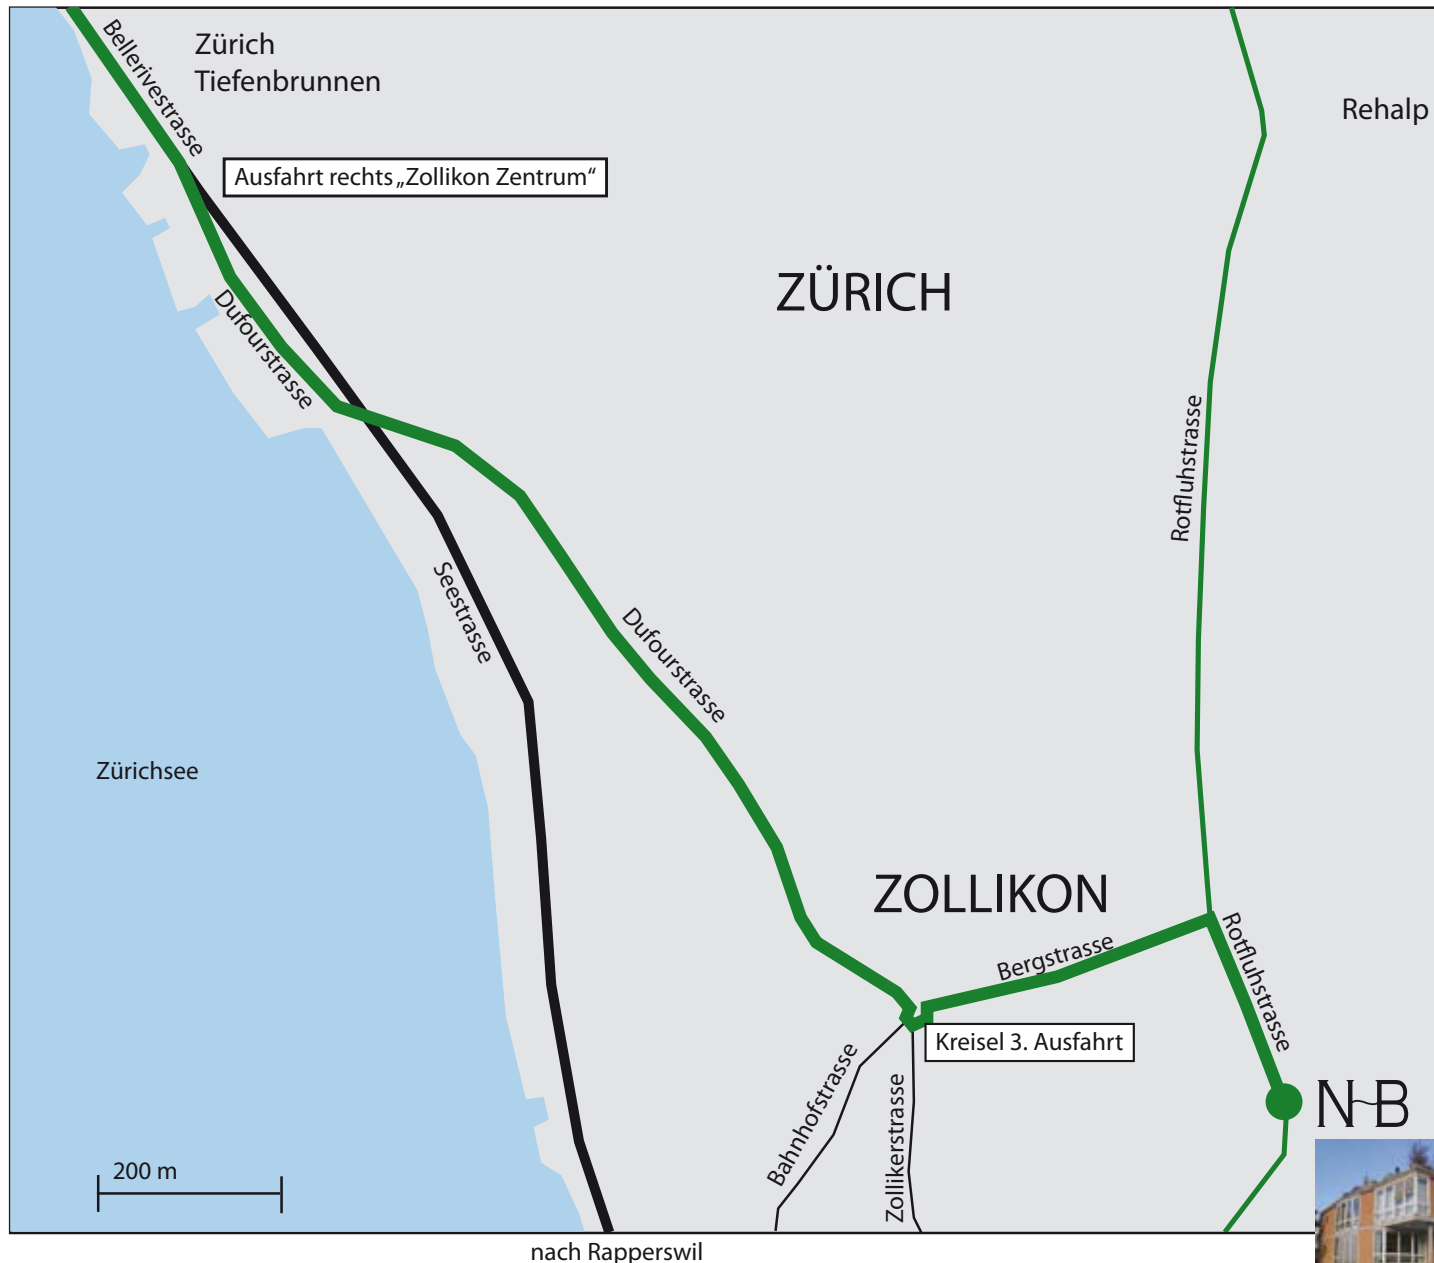 Bellerivestrasse
Zürich
Tiefenbrunnen
Rehalp
Ausfahrt rechts „Zollikon Zentrum“
ZÜRICH
Dufourstrasse
Rotfluhstrasse
Seestrasse
Dufourstrasse
Zürichsee
ZOLLIKON
Bergstrasse
Rotfluhstrasse
Kreisel 3. Ausfahrt
Bahnhofstrasse
Zollikerstrasse
N~B
200 m
nach Rapperswil